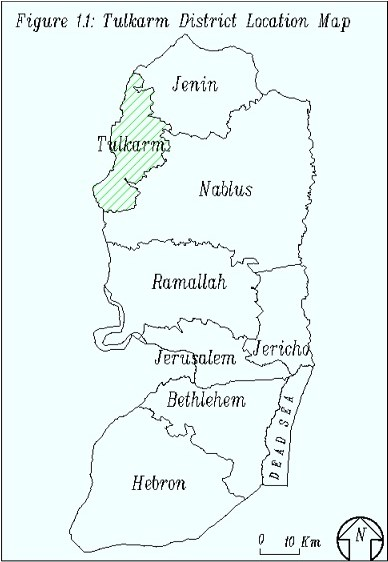 Figure 1.1: Tulkarm District Location Map
Jenin
Tulkarm
Nablus
Ramallah
Jericho
Jerusalem
Bethlehem
DEAD SEA
Hebron
0 10 Km
N